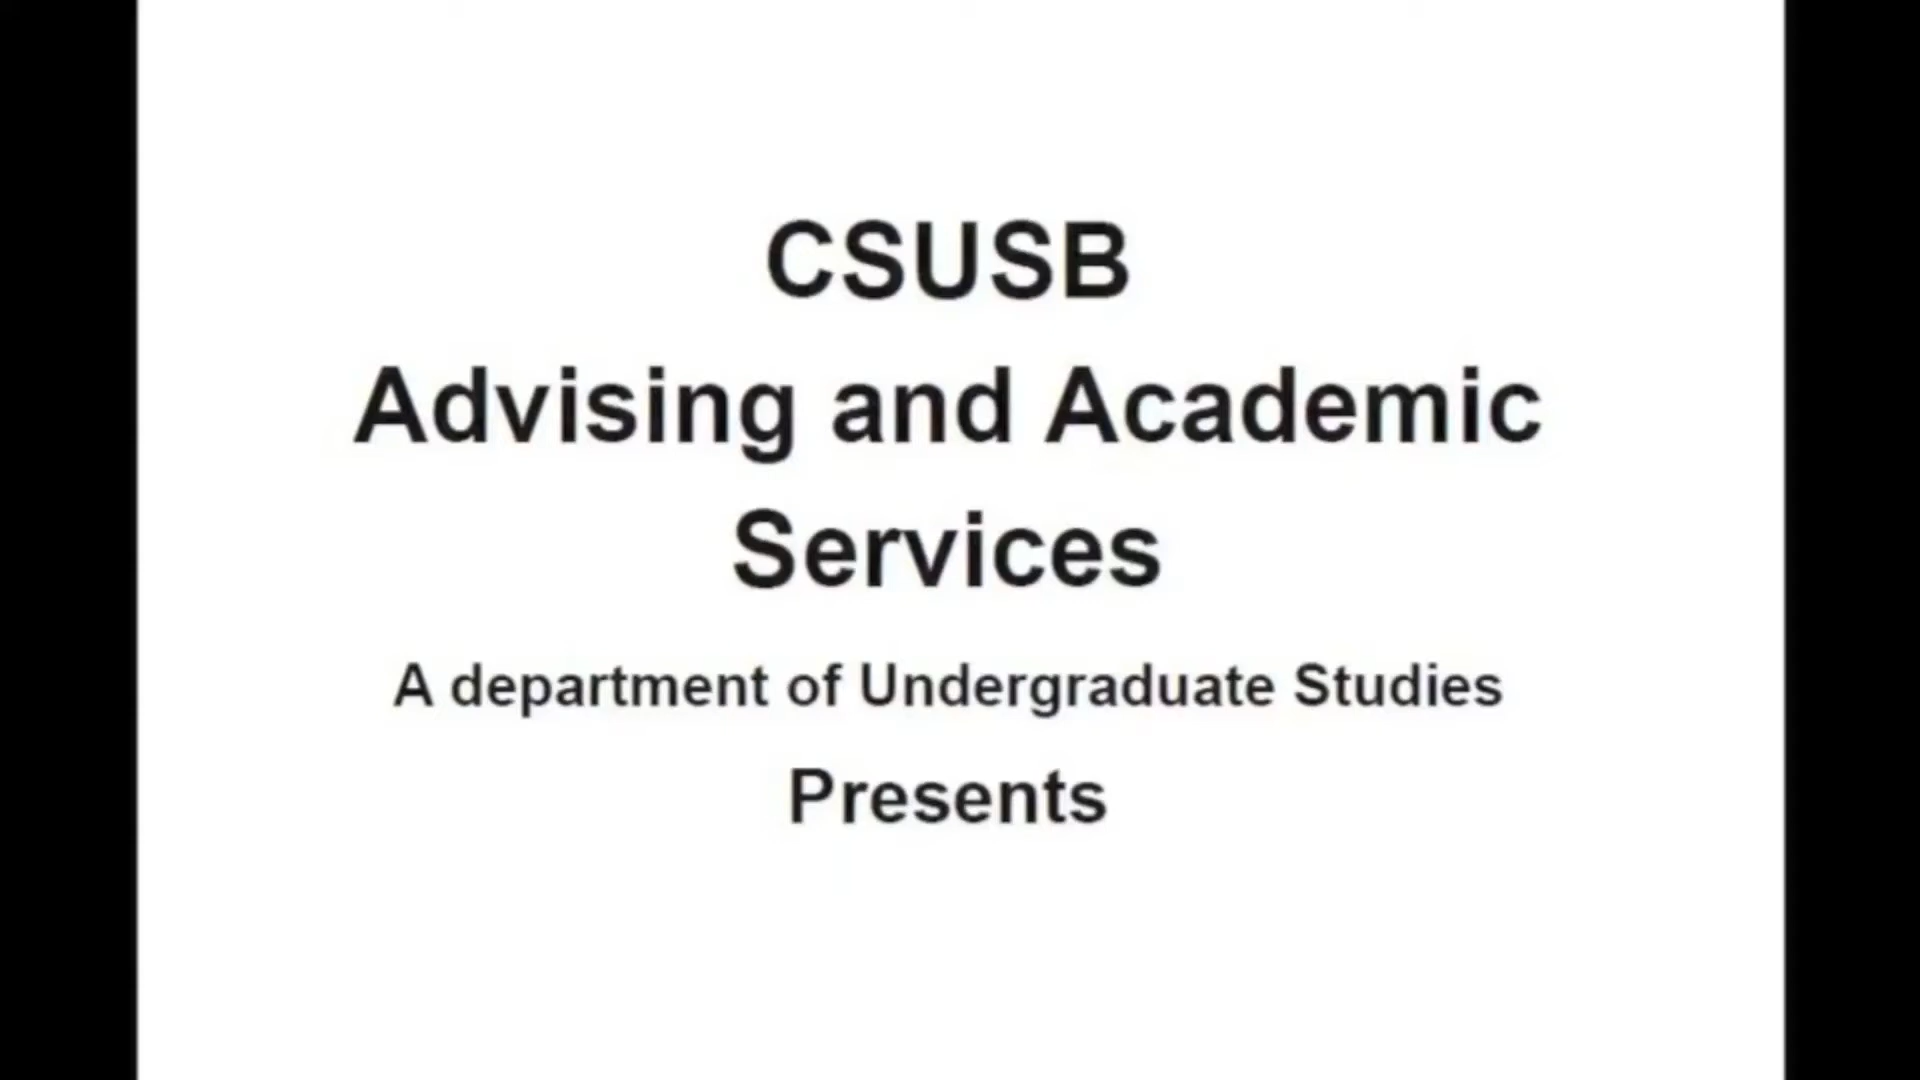 CSUSB
Advising and Academic
Services
A department of Undergraduate Studies
Presents